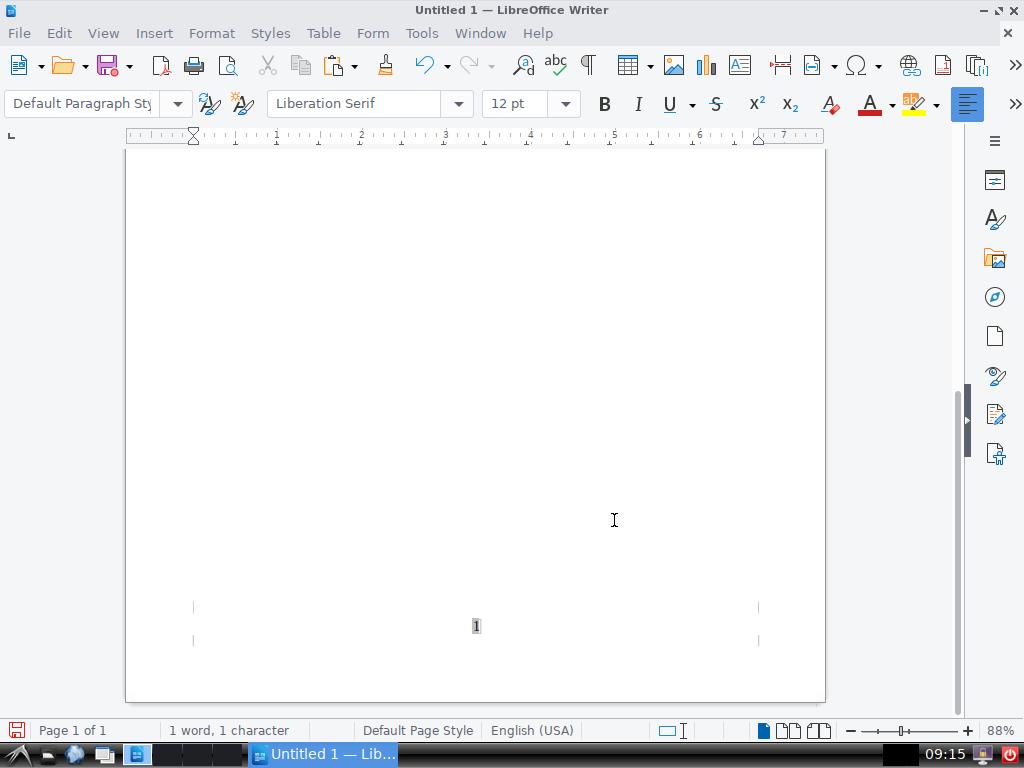 Untitled 1 — LibreOffice Writer
File Edit View Insert Format Styles Table Form Tools Window Help
Default Paragraph Sty Liberation Serif 12 pt
1 2 3 4 5 6 7
1
Page 1 of 1 1 word, 1 character Default Page Style English (USA) 88%
Untitled 1 — Lib... 09:15